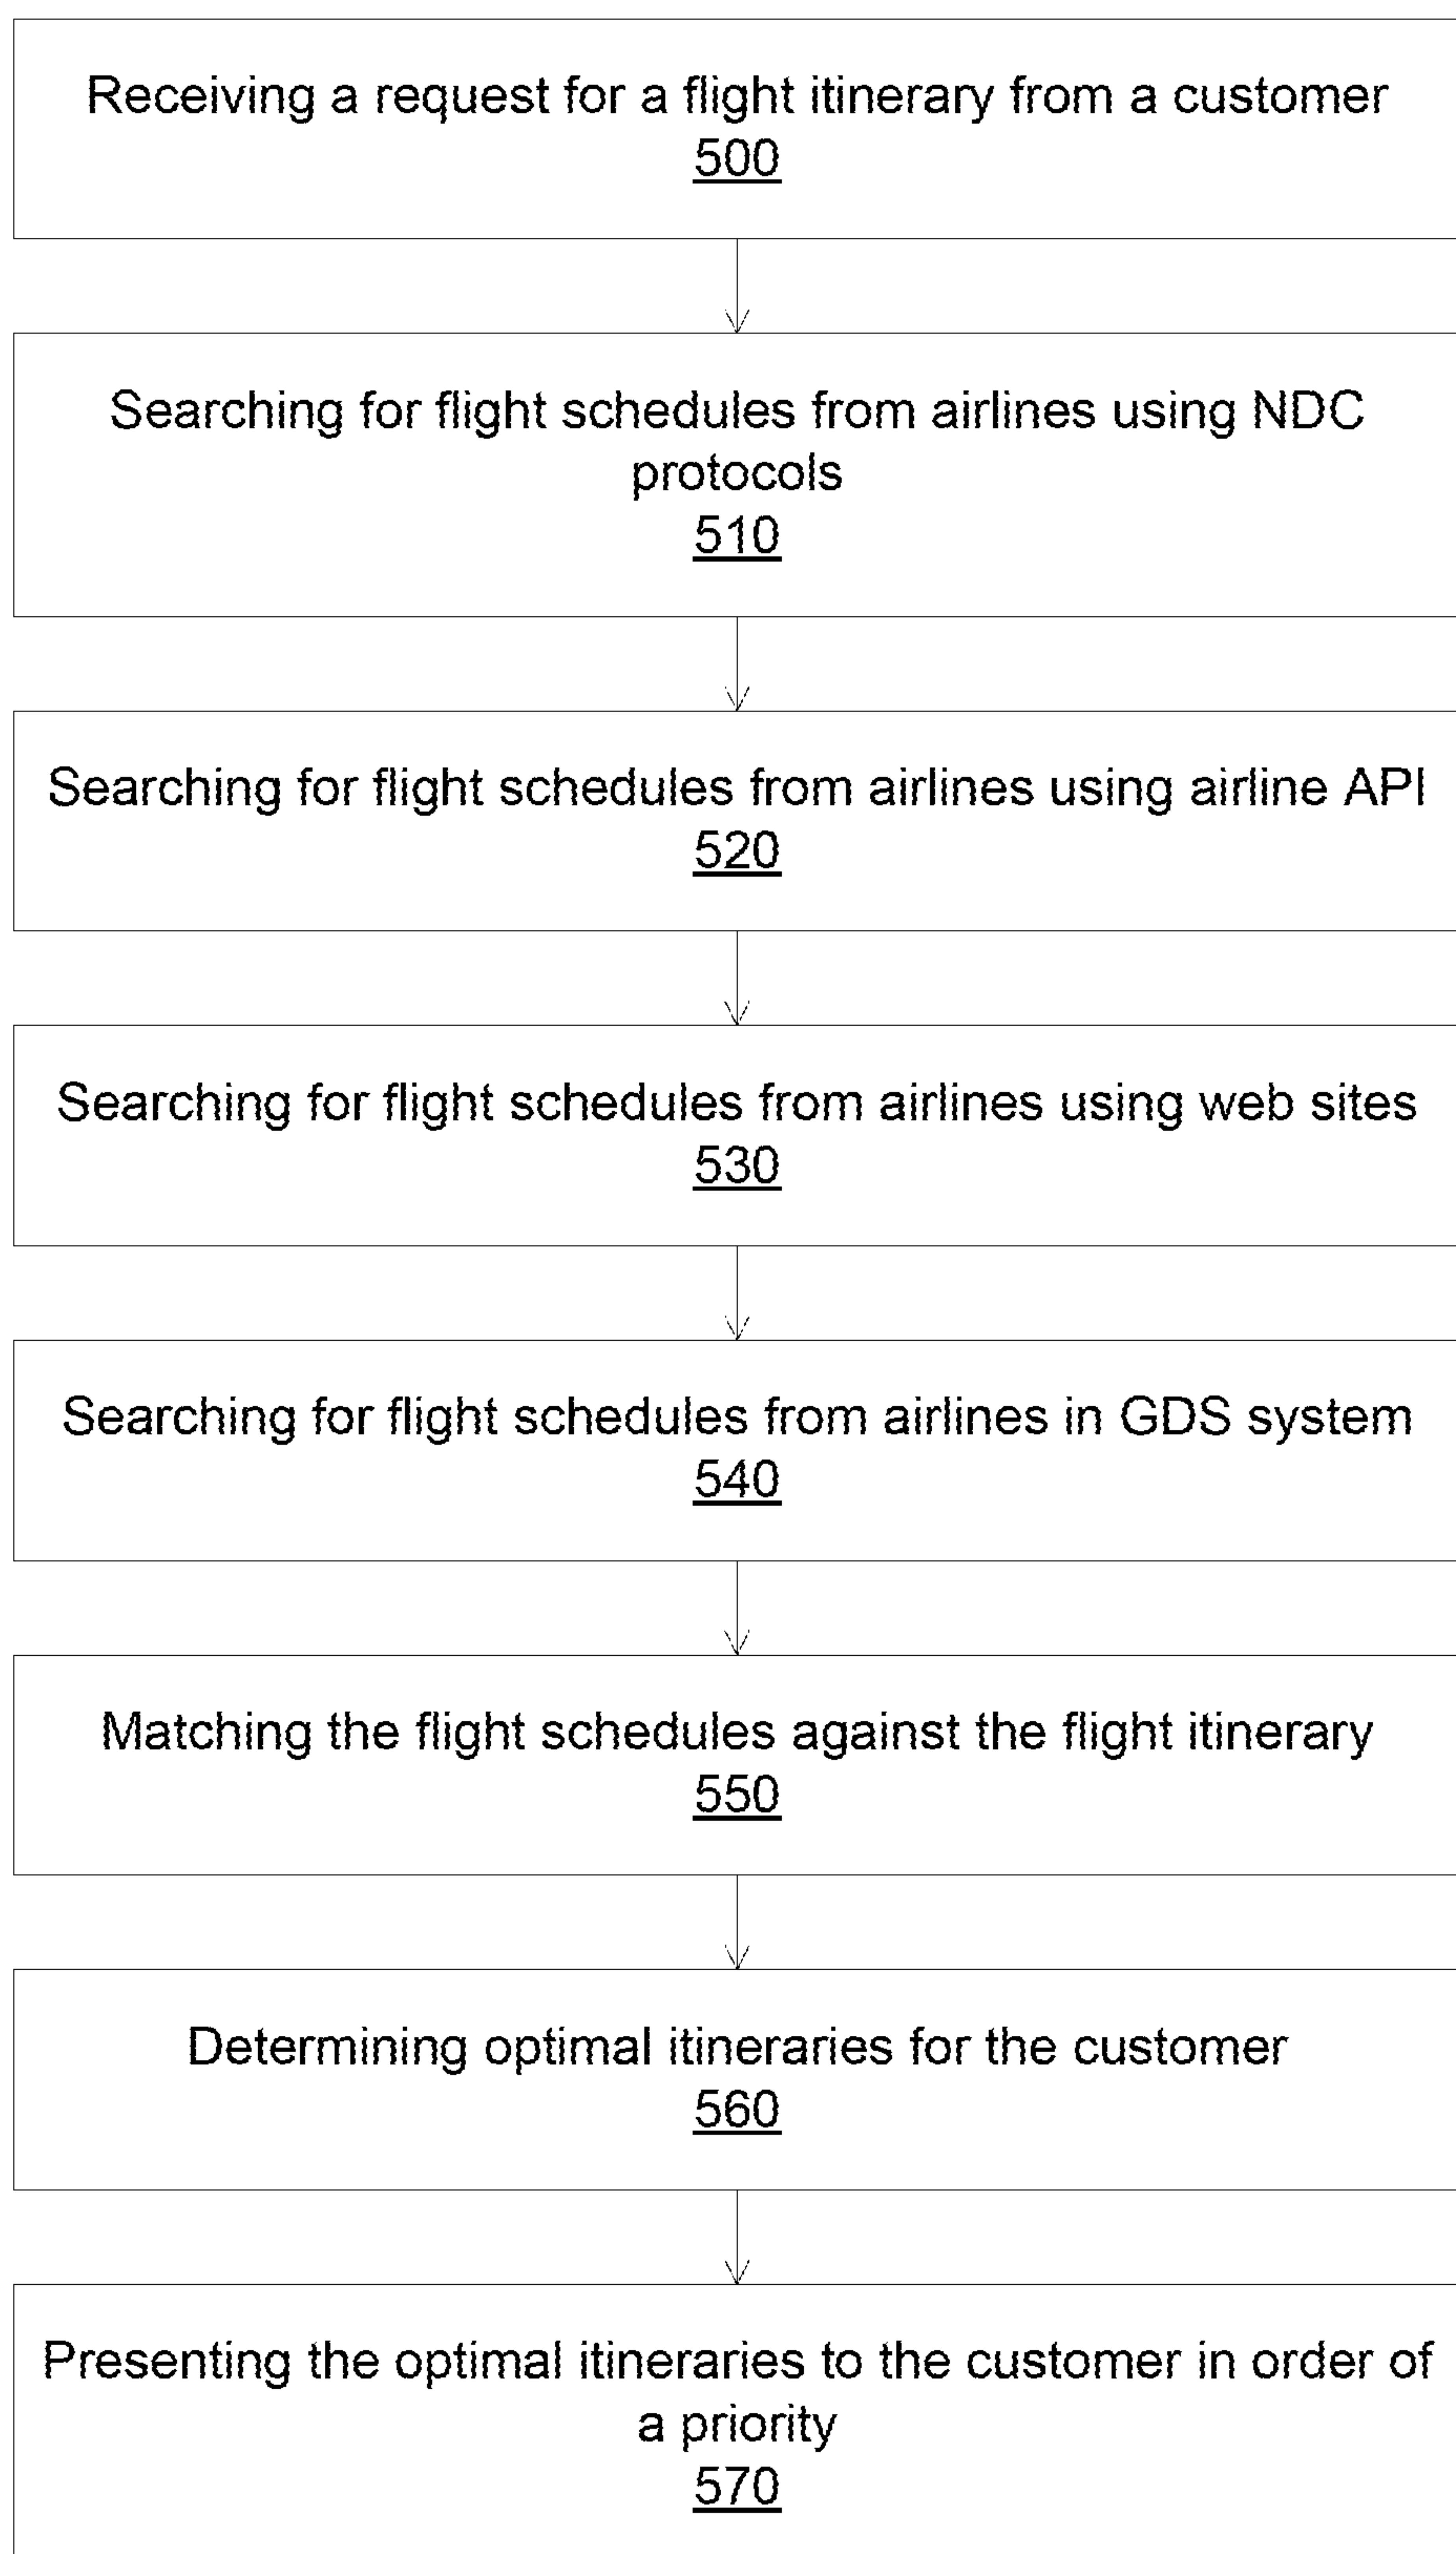 Receiving a request for a flight itinerary from a customer
500
Searching for flight schedules from airlines using NDC
protocols
510
Searching for flight schedules from airlines using airline API
520
Searching for flight schedules from airlines using web sites
530
Searching for flight schedules from airlines in GDS system
540
Matching the flight schedules against the flight itinerary
550
Determining optimal itineraries for the customer
560
Presenting the optimal itineraries to the customer in order of
a priority
570